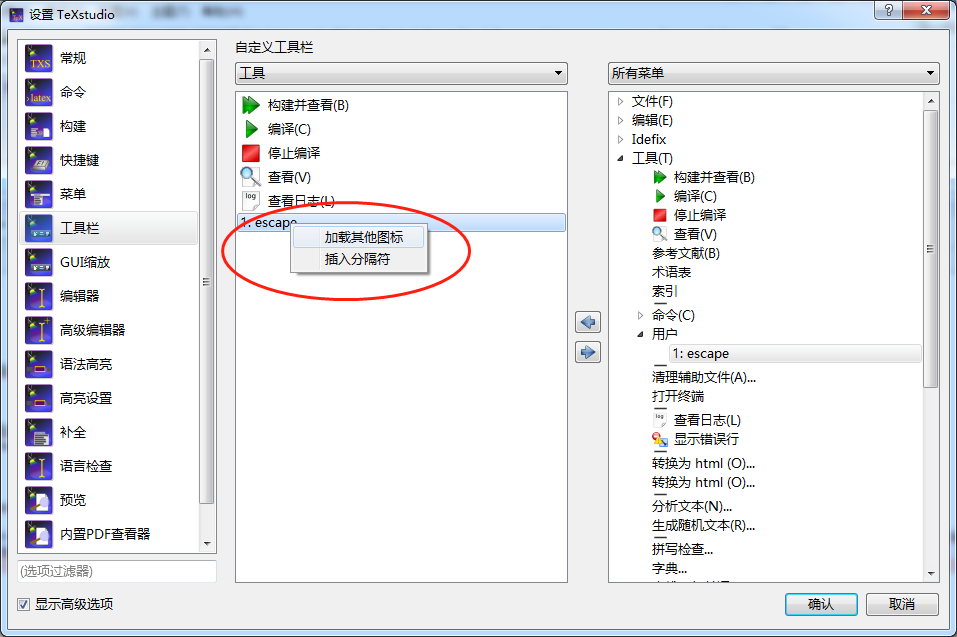 设置 TeXstudio
常规
命令
构建
快捷键
菜单
工具栏
GUI缩放
编辑器
高级编辑器
语法高亮
高亮设置
补全
语言检查
预览
内置PDF查看器
(选项过滤器)
显示高级选项
自定义工具栏
工具
构建并查看(B)
编译(C)
停止编译
查看(V)
log
查看日志(L)
1: escape
加载其他图标
插入分隔符
所有菜单
文件(F)
编辑(E)
Idefix
工具(T)
构建并查看(B)
编译(C)
停止编译
查看(V)
参考文献(B)
术语表
索引
命令(C)
用户
1: escape
清理辅助文件(A)...
打开终端
log
查看日志(L)
显示错误行
转换为 html (O)...
转换为 html (O)...
分析文本(N)...
生成随机文本(R)...
拼写检查...
字典...
确认
取消